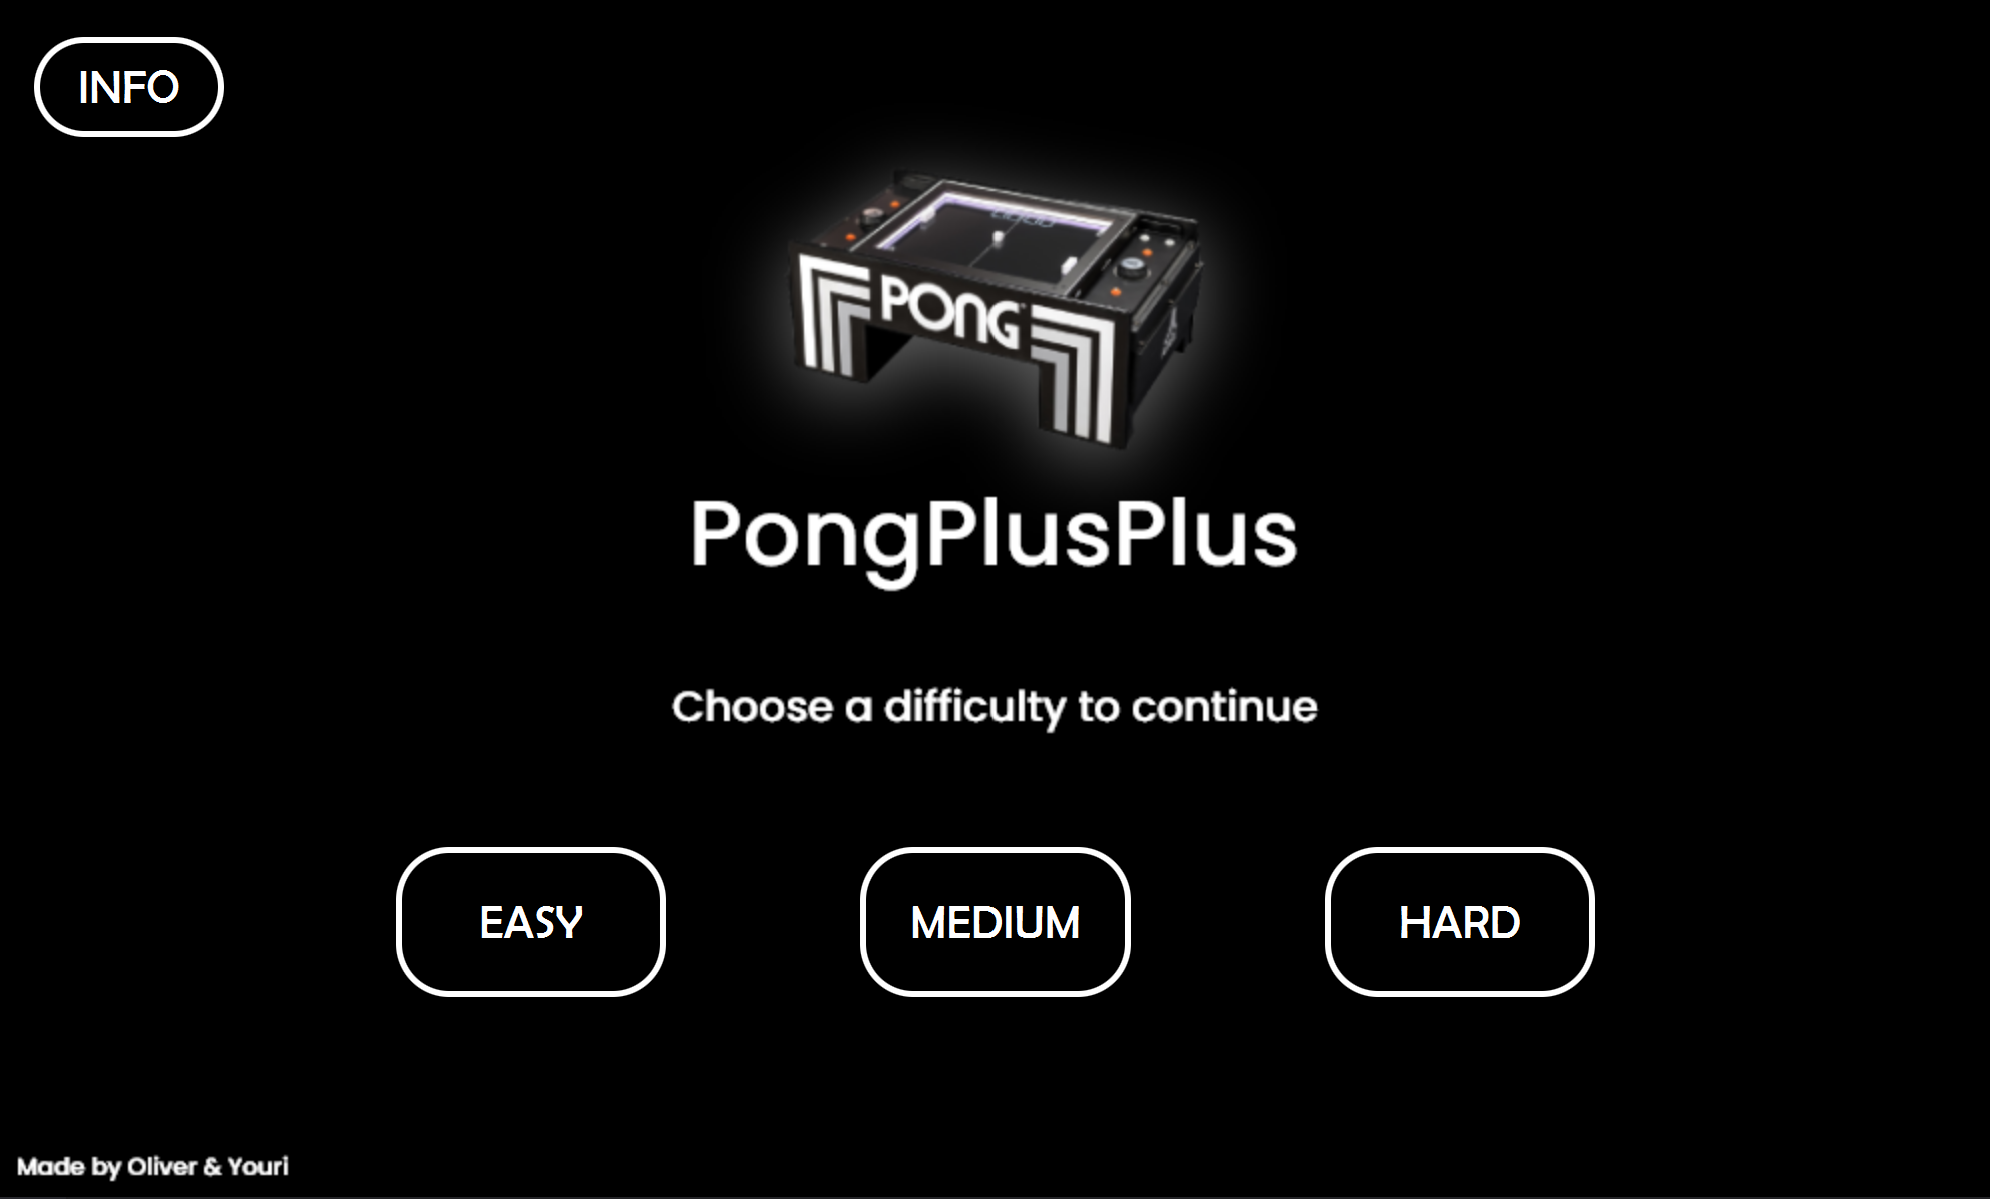 INFO
PONG
PongPlusPlus
Choose a difficulty to continue
EASY
MEDIUM
HARD
Made by Oliver & Youri